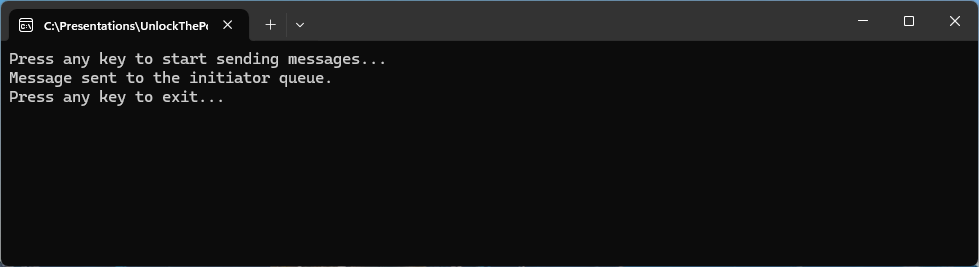 C:\Presentations\UnlockThePo
Press any key to start sending messages...
Message sent to the initiator queue.
Press any key to exit...